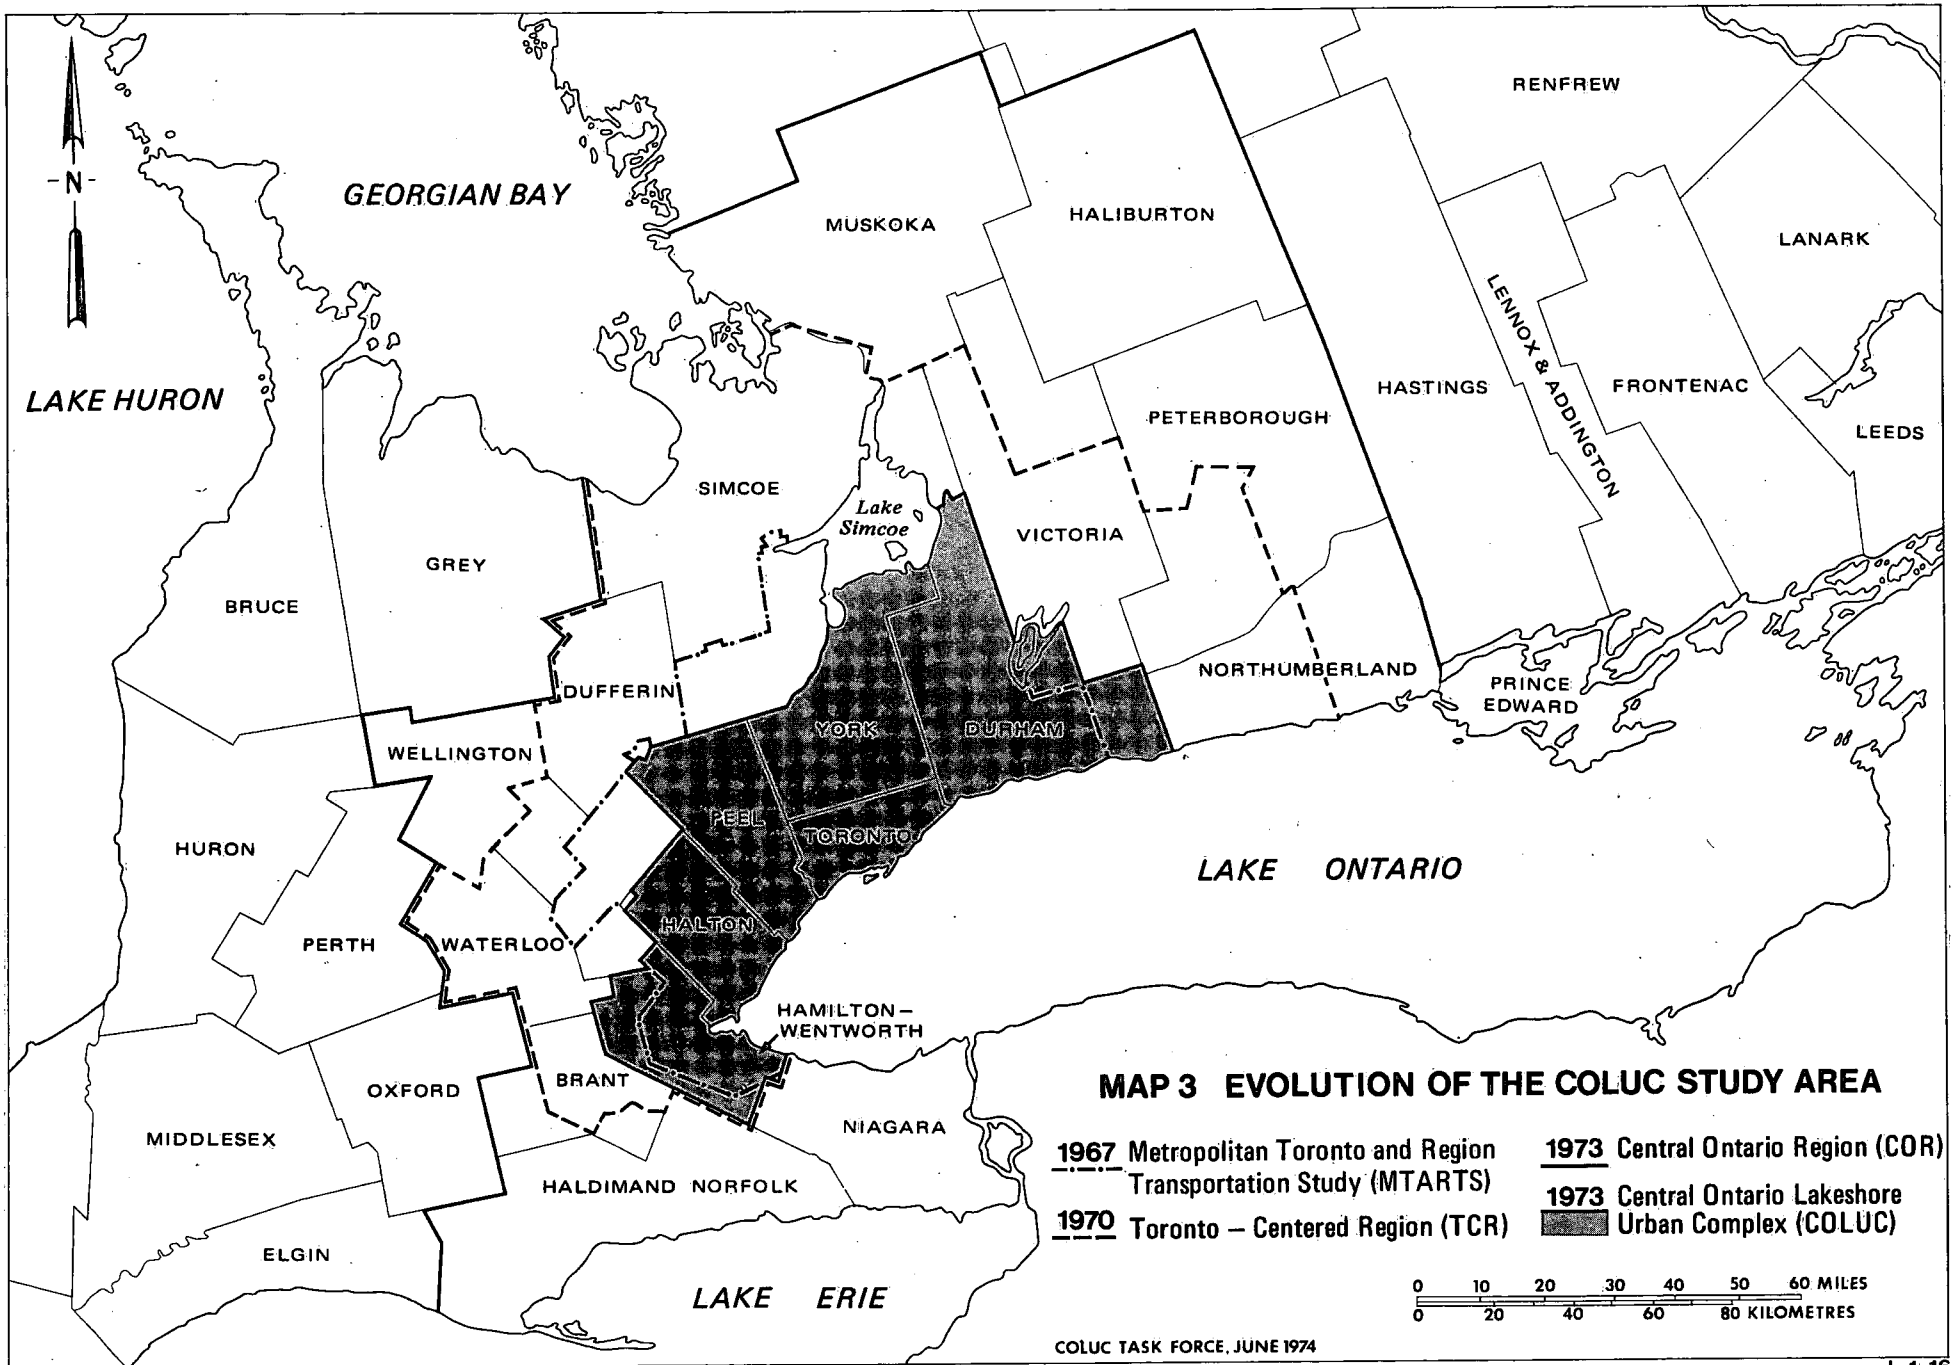 RENFREW
-N-
GEORGIAN BAY
MUSKOKA
HALIBURTON
LANARK
LENNOX & ADDINGTON
LAKE HURON
HASTINGS
FRONTENAC
PETERBOROUGH
LEEDS
SIMCOE
Lake
Simcoe
VICTORIA
GREY
BRUCE
NORTHUMBERLAND
PRINCE
EDWARD
DUFFERIN
YORK
DURHAM
WELLINGTON
PEEL
TORONTO
HURON
LAKE ONTARIO
HALTON
PERTH
WATERLOO
HAMILTON-
WENTWORTH
BRANT
OXFORD
MIDDLESEX
NIAGARA
HALDIMAND NORFOLK
ELGIN
LAKE ERIE
MAP 3 EVOLUTION OF THE COLUC STUDY AREA
1967 Metropolitan Toronto and Region
Transportation Study (MTARTS)
1970 Toronto – Centered Region (TCR)
1973 Central Ontario Region (COR)
1973 Central Ontario Lakeshore
Urban Complex (COLUC)
0 10 20 30 40 50 60 MILES
0 20 40 60 80 KILOMETRES
COLUC TASK FORCE, JUNE 1974